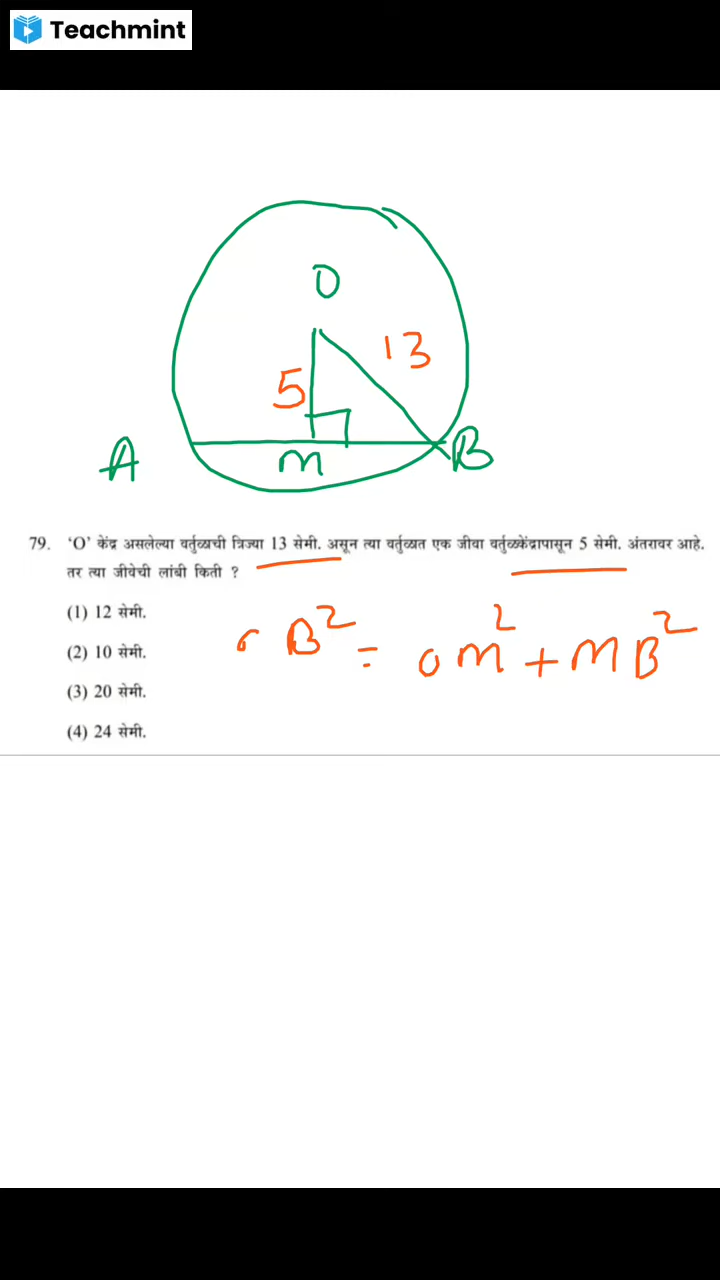 Teachmint
O
13
5
A
M
B
79. 'O' केंद्र असलेल्या वर्तुळाची त्रिज्या 13 सेमी. असून त्या वर्तुळात एक जीवा वर्तुळकेंद्रापासून 5 सेमी. अंतरावर आहे.
तर त्या जीवेची लांबी किती ?
(1) 12 सेमी.
(2) 10 सेमी.
(3) 20 सेमी.
(4) 24 सेमी.
OB² = OM² + MB²